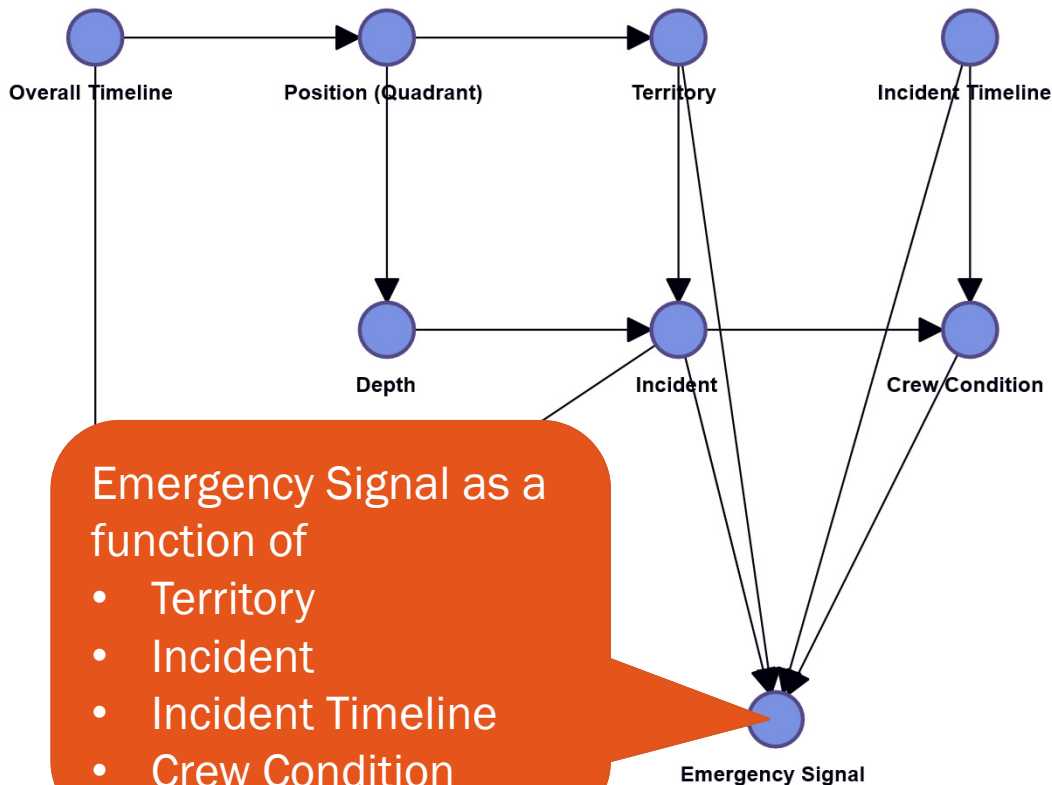 Overall Timeline
Position (Quadrant)
Territory
Incident Timeline
Depth
Incident
Crew Condition
Emergency Signal as a
function of
• Territory
• Incident
• Incident Timeline
• Crew Condition
Emergency Signal